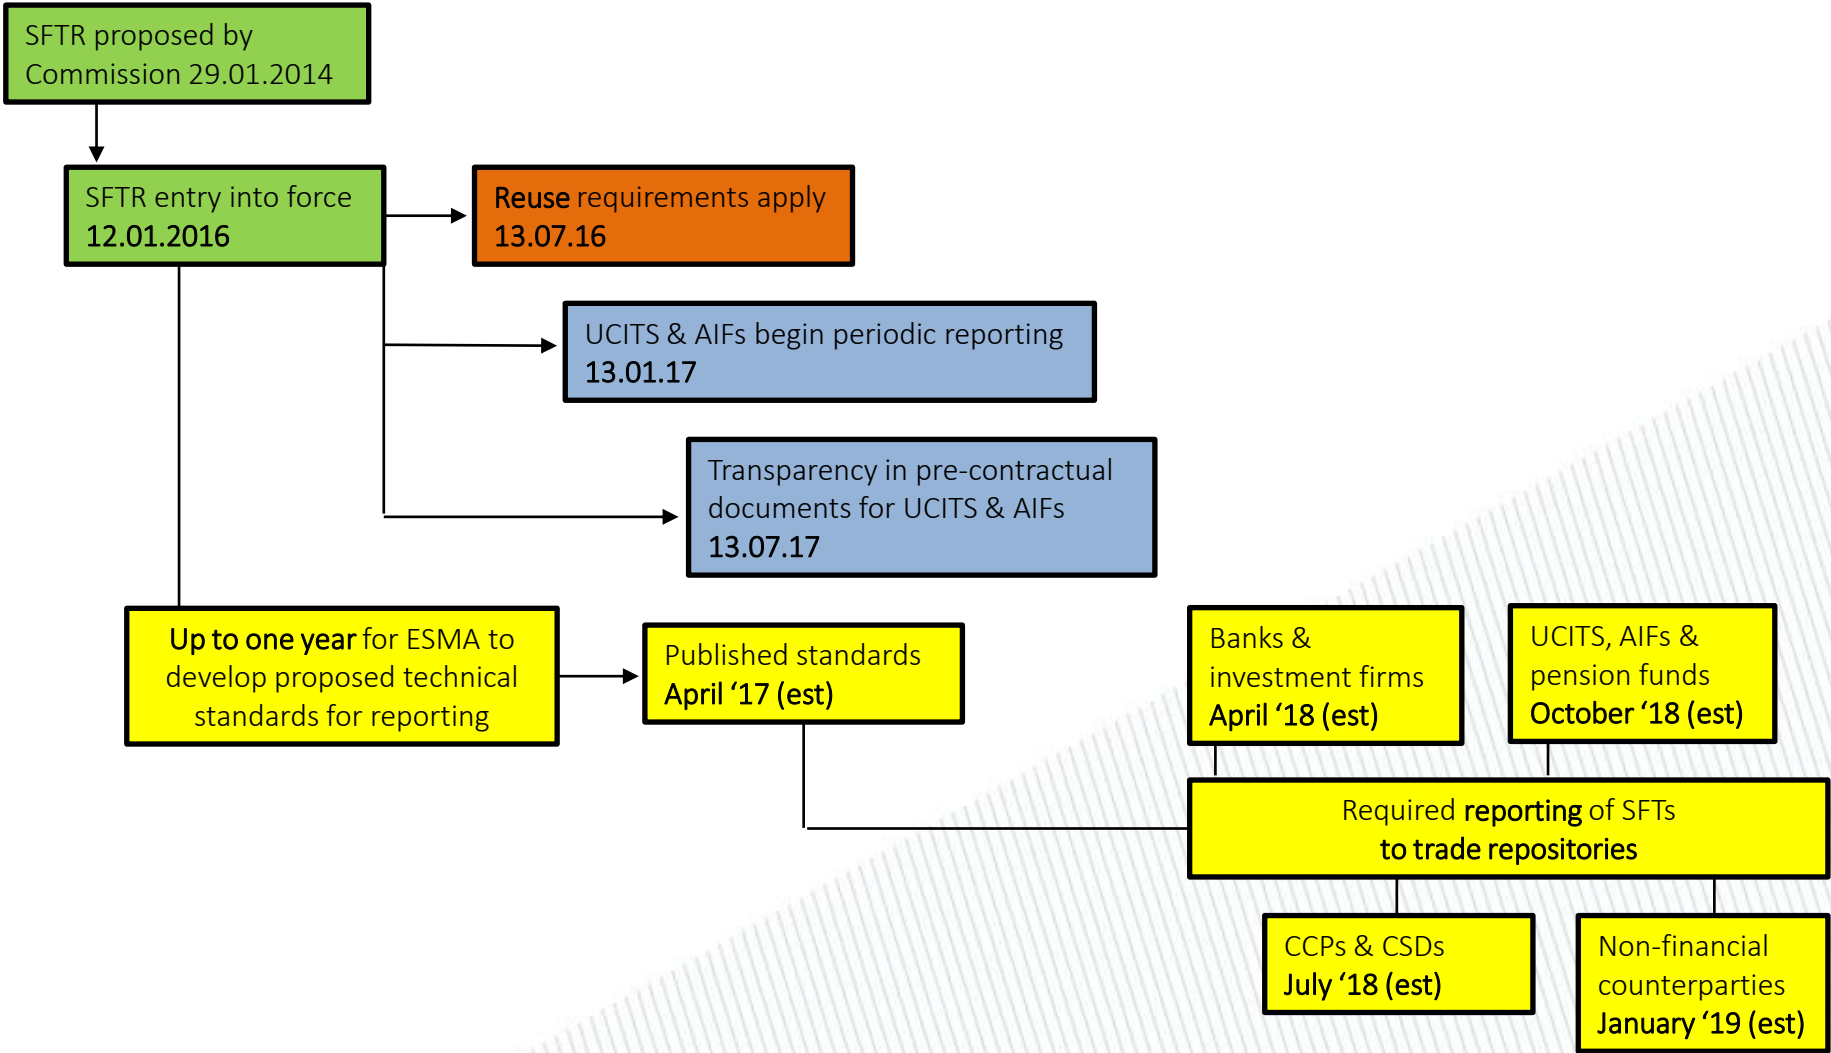 SFTR proposed by
Commission 29.01.2014
SFTR entry into force
12.01.2016
Reuse requirements apply
13.07.16
UCITS & AIFs begin periodic reporting
13.01.17
Transparency in pre-contractual
documents for UCITS & AIFs
13.07.17
Up to one year for ESMA to
develop proposed technical
standards for reporting
Published standards
April ‘17 (est)
Banks &
investment firms
April ‘18 (est)
UCITS, AIFs &
pension funds
October ‘18 (est)
Required reporting of SFTs
to trade repositories
CCPs & CSDs
July ‘18 (est)
Non-financial
counterparties
January ‘19 (est)